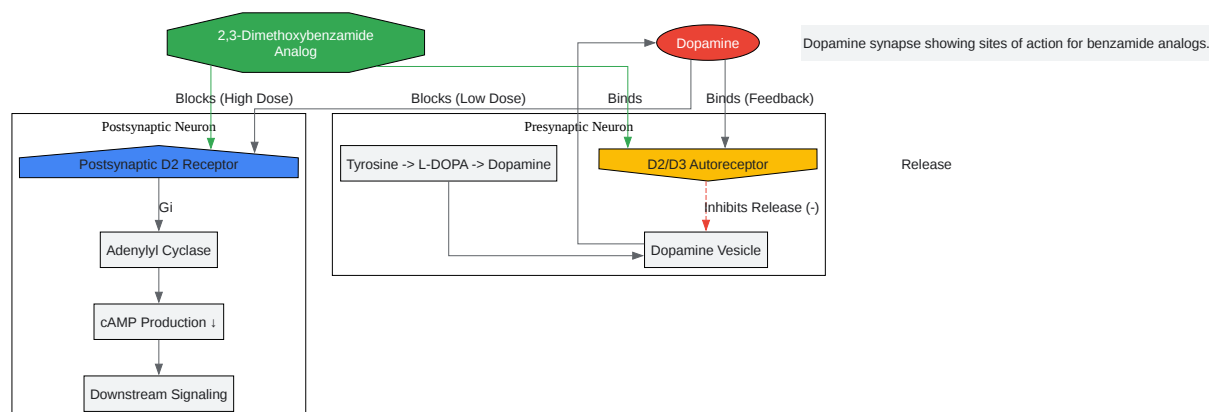 2,3-Dimethoxybenzamide
Analog
Dopamine
Dopamine synapse showing sites of action for benzamide analogs.
Blocks (High Dose)
Blocks (Low Dose)
Binds
Binds (Feedback)
Postsynaptic Neuron
Presynaptic Neuron
Postsynaptic D2 Receptor
Tyrosine -> L-DOPA -> Dopamine
D2/D3 Autoreceptor
Release
Gi
Inhibits Release (-)
Adenylyl Cyclase
Dopamine Vesicle
cAMP Production ↓
Downstream Signaling